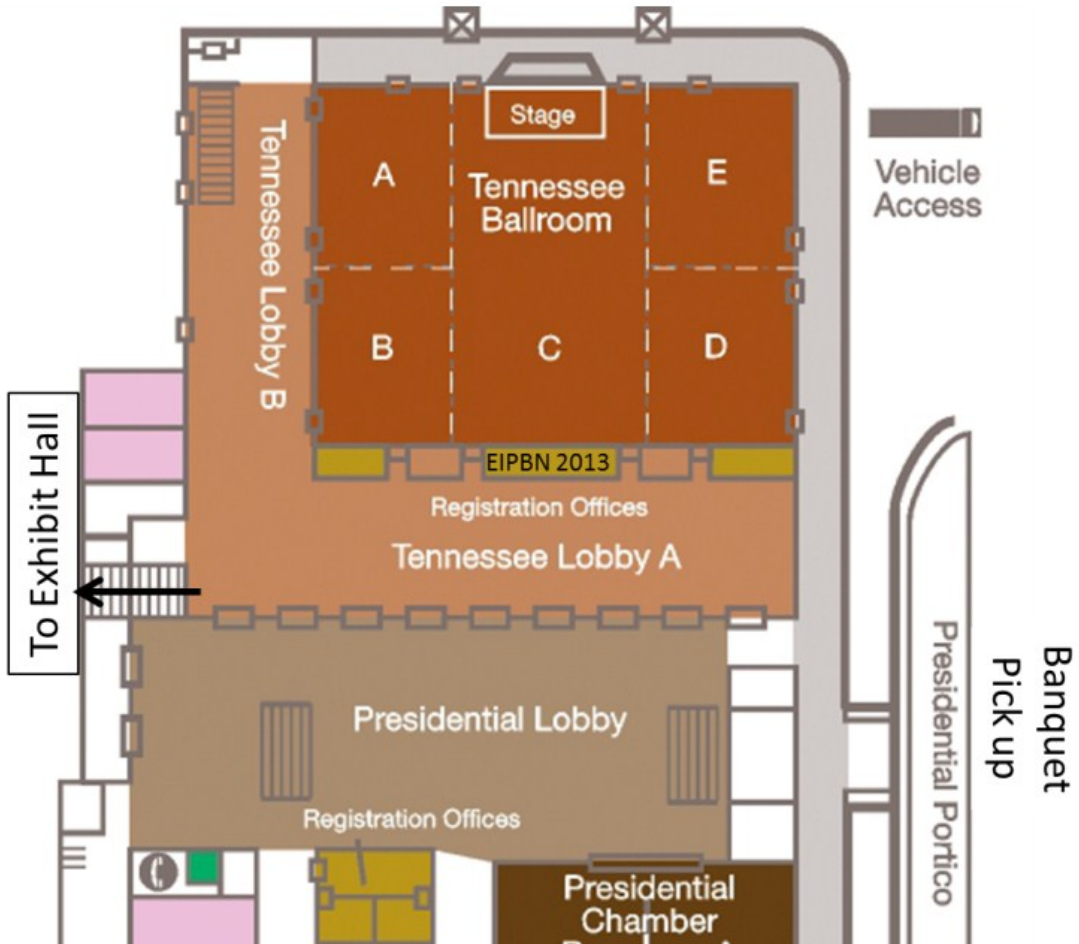 Stage
A
Tennessee
Ballroom
E
Vehicle
Access
Tennessee Lobby B
B
C
D
To Exhibit Hall
EIPBN 2013
Registration Offices
Tennessee Lobby A
Presidential Lobby
Presidential Portico
Banquet
Pick up
Registration Offices
Presidential
Chamber